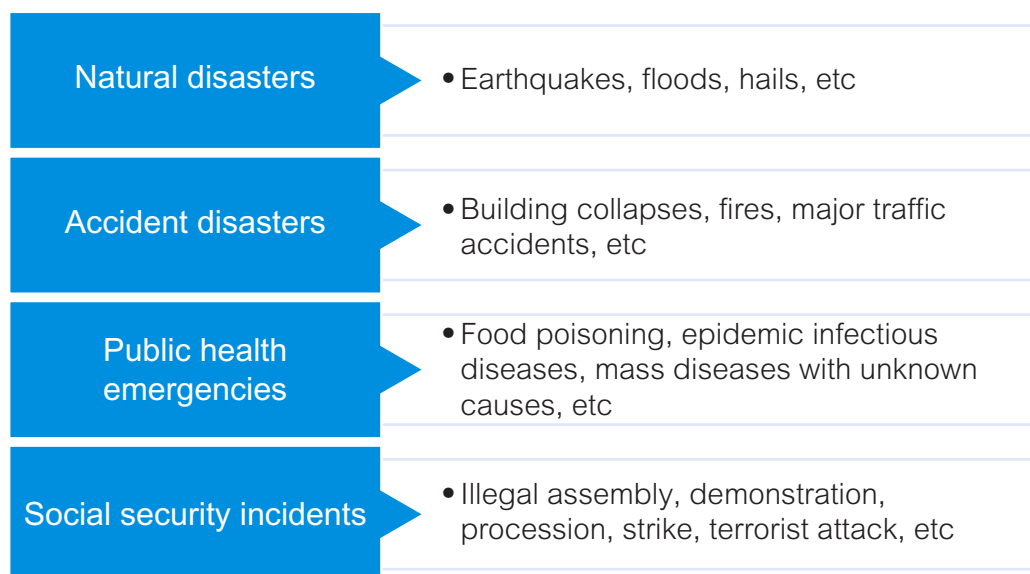 Natural disasters
• Earthquakes, floods, hails, etc
Accident disasters
• Building collapses, fires, major traffic
accidents, etc
Public health
emergencies
• Food poisoning, epidemic infectious
diseases, mass diseases with unknown
causes, etc
Social security incidents
• Illegal assembly, demonstration,
procession, strike, terrorist attack, etc